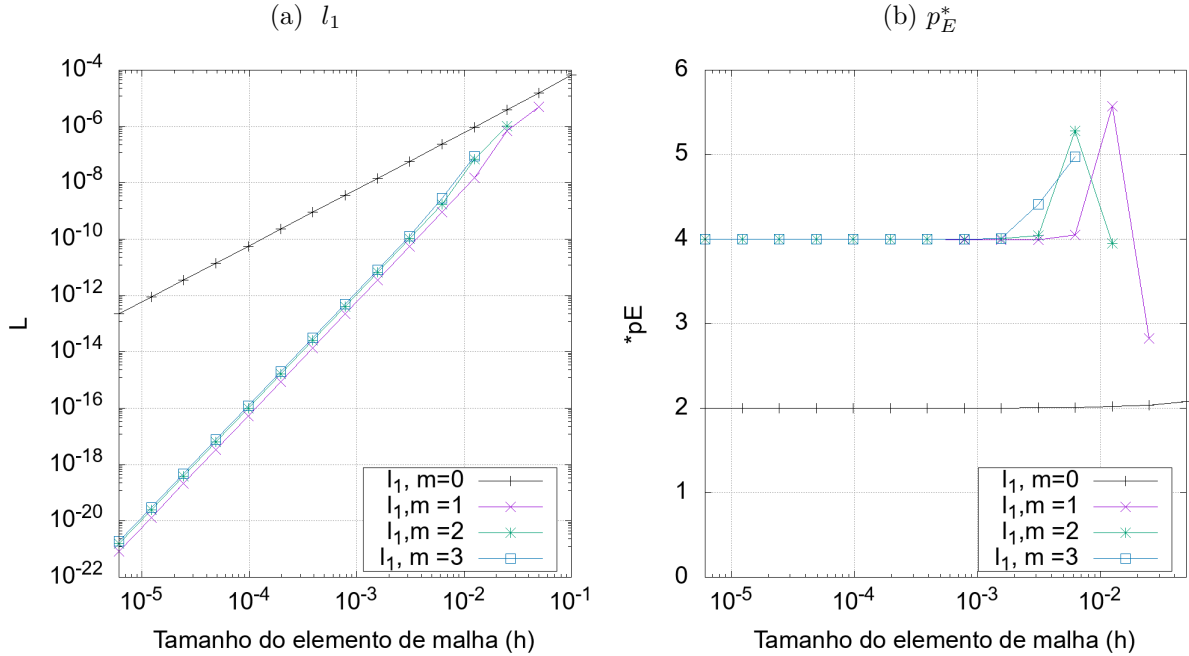 (a) l₁
10⁻⁴
10⁻⁶
10⁻⁸
10⁻¹⁰
10⁻¹²
10⁻¹⁴
10⁻¹⁶
10⁻¹⁸
10⁻²⁰
10⁻²²
L
l₁, m=0
l₁,m =1
l₁,m =2
l₁, m =3
10⁻⁵ 10⁻⁴ 10⁻³ 10⁻² 10⁻¹
Tamanho do elemento de malha (h)
(b) p*_E
6
5
4
3
2
1
0
*pE
l₁, m=0
l₁,m =1
l₁,m =2
l₁, m =3
10⁻⁵ 10⁻⁴ 10⁻³ 10⁻²
Tamanho do elemento de malha (h)